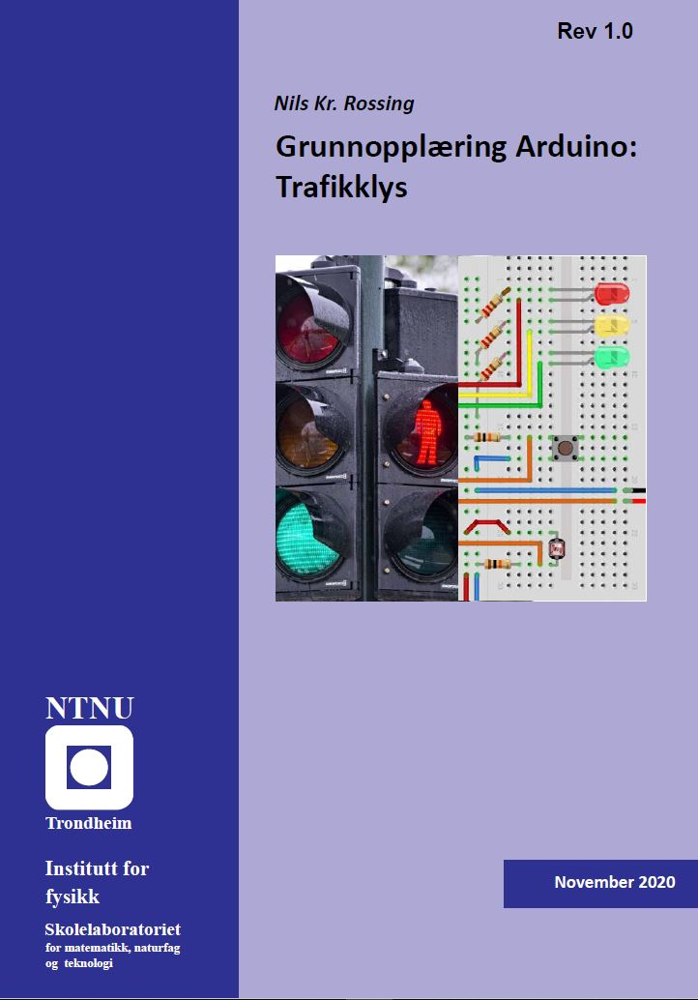 Rev 1.0
Nils Kr. Rossing
Grunnopplæring Arduino:
Trafikklys
NTNU
Trondheim
Institutt for
fysikk
Skolelaboratoriet
for matematikk, naturfag
og teknologi
November 2020